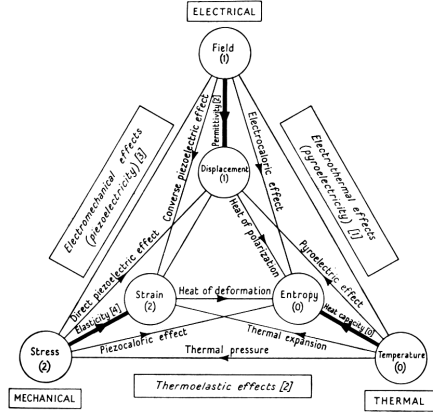 ELECTRICAL
Field
(1)
Permittivity[2]
Converse piezoelectric effect
Electrocaloric effect
Electromechanical effects
(piezoelectricity) [3]
Electrothermal effects
(pyroelectricity) [1]
Displacement
(1)
Direct piezoelectric effect
Heat of polarization
Pyroelectric effect
Strain
(2)
Heat of deformation
Entropy
(0)
Elasticity [4]
Heat capacity [0]
Stress
(2)
Piezocaloric effect
Thermal expansion
Thermal pressure
Temperature
(0)
MECHANICAL
Thermoelastic effects [2]
THERMAL